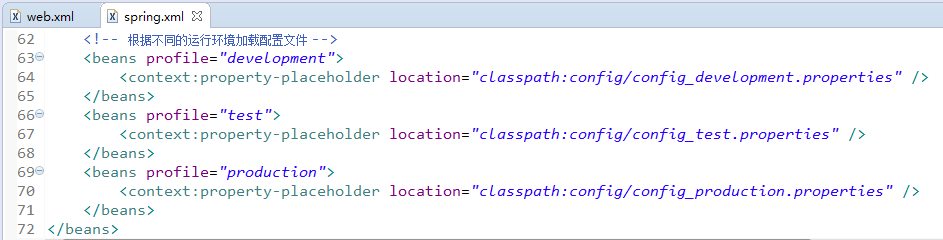 web.xml
spring.xml
62 <!-- 根据不同的运行环境加载配置文件 -->
63 <beans profile="development">
64 <context:property-placeholder location="classpath:config/config_development.properties" />
65 </beans>
66 <beans profile="test">
67 <context:property-placeholder location="classpath:config/config_test.properties" />
68 </beans>
69 <beans profile="production">
70 <context:property-placeholder location="classpath:config/config_production.properties" />
71 </beans>
72 </beans>